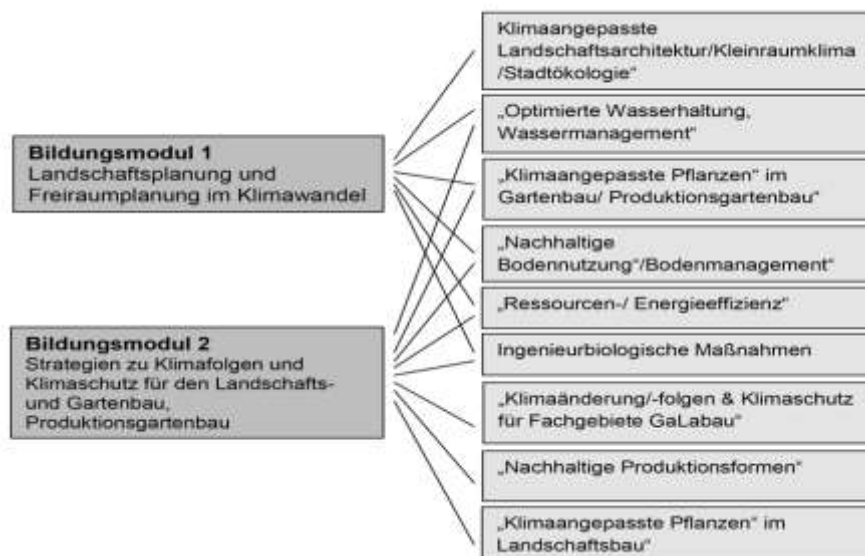 Bildungsmodul 1
Landschaftsplanung und
Freiraumplanung im Klimawandel
Bildungsmodul 2
Strategien zu Klimafolgen und
Klimaschutz für den Landschafts-
und Gartenbau,
Produktionsgartenbau
Klimaangepasste
Landschaftsarchitektur/Kleinraumklima
/Stadtökologie“
„Optimierte Wasserhaltung,
Wassermanagement“
„Klimaangepasste Pflanzen“ im
Gartenbau/ Produktionsgartenbau“
„Nachhaltige
Bodennutzung“/Bodenmanagement“
„Ressourcen-/ Energieeffizienz“
Ingenieurbiologische Maßnahmen
„Klimaänderung/-folgen & Klimaschutz
für Fachgebiete GaLabau“
„Nachhaltige Produktionsformen“
„Klimaangepasste Pflanzen“ im
Landschaftsbau“